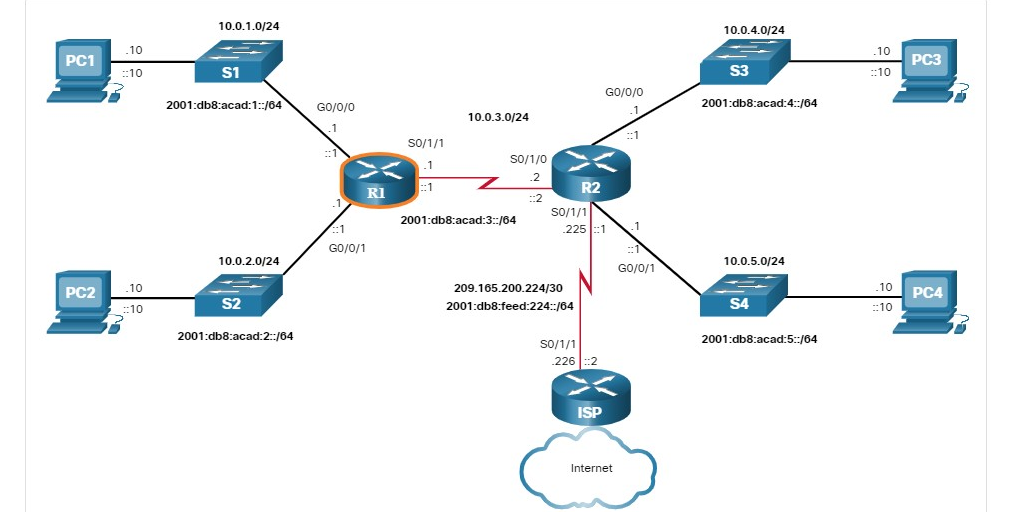 10.0.1.0/24
PC1
.10
::10
S1
2001:db8:acad:1::/64
G0/0/0
.1
::1
10.0.3.0/24
S0/1/1
.1
::1
R1
2001:db8:acad:3::/64
.1
::1
G0/0/1
10.0.2.0/24
PC2
.10
::10
S2
2001:db8:acad:2::/64
10.0.4.0/24
S3
.10
::10
PC3
2001:db8:acad:4::/64
G0/0/0
.1
::1
S0/1/0
.2
::2
R2
S0/1/1
.225
::1
.1
::1
G0/0/1
10.0.5.0/24
S4
.10
::10
PC4
2001:db8:acad:5::/64
209.165.200.224/30
2001:db8:feed:224::/64
S0/1/1
.226
::2
ISP
Internet